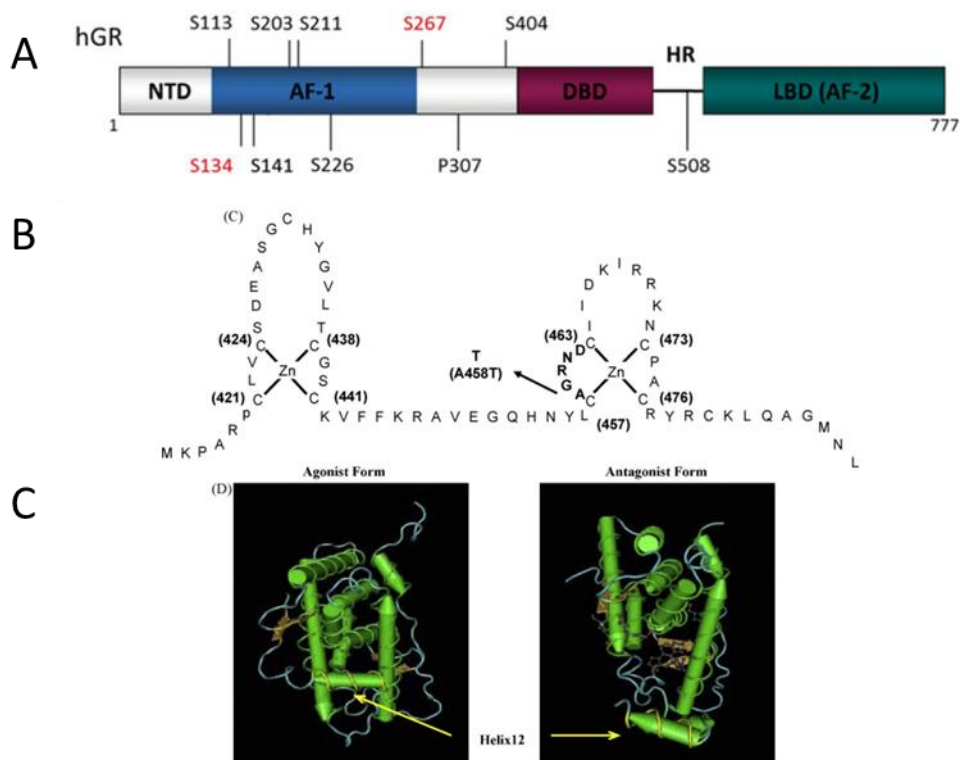 A
hGR
S113 S203 S211 S267 S404
HR
NTD AF-1 DBD LBD (AF-2)
1 777
S134 S141 S226 P307 S508
B
(C)
C
G H
S Y
A G
E V
D L
S T
(424) C C (438)
Zn
V G
L S
(421) C C (441)
P
R
A
P
K
M
K V F F K R A V E G Q H N Y L
T
(A458T)
I
K R
D R
I K
I N
(463) C C (473)
D
N
R
G
A
Zn
P
A
C C (476)
(457)
R Y R C K L Q A G M N L
C
(D)
Agonist Form Antagonist Form
Helix12